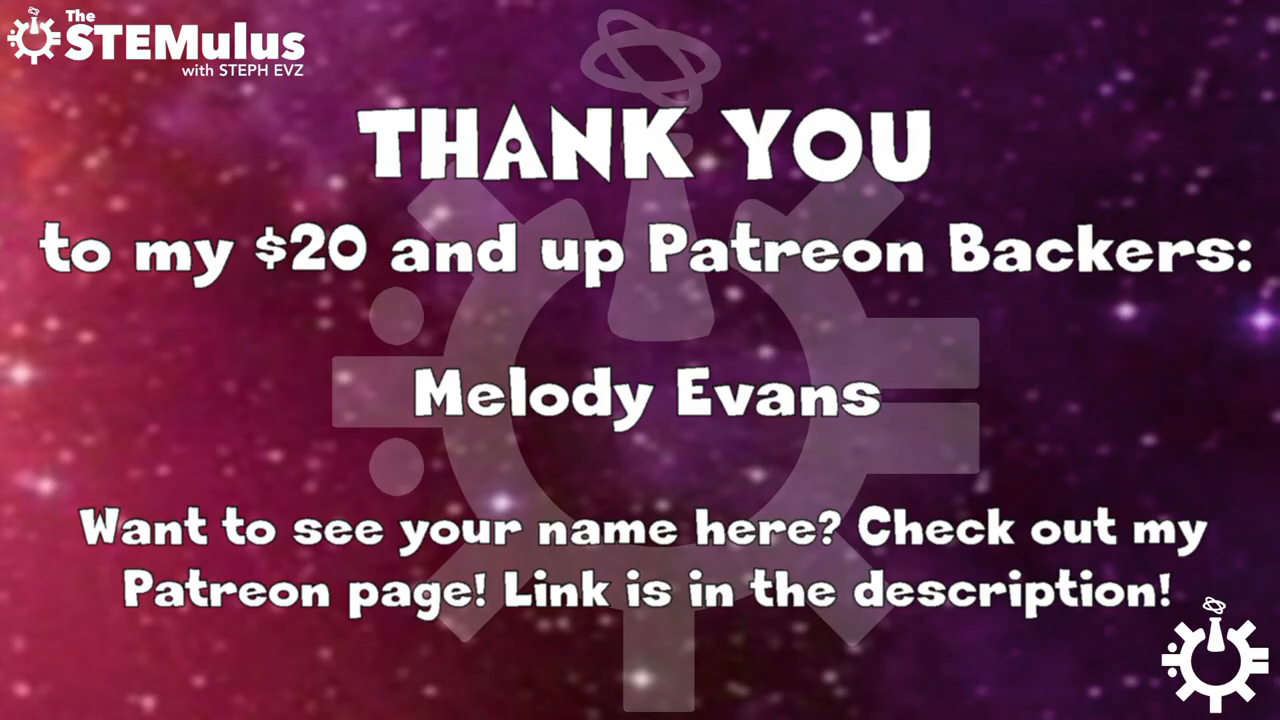 The
STEMulus
with STEPH EVZ
THANK YOU
to my $20 and up Patreon Backers:
Melody Evans
Want to see your name here? Check out my
Patreon page! Link is in the description!